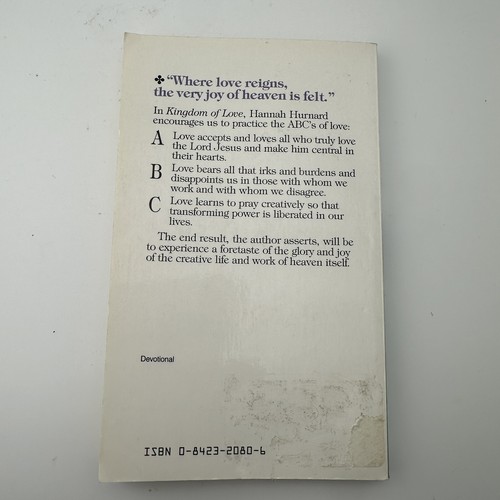 ✤ "Where love reigns,
the very joy of heaven is felt."
In Kingdom of Love, Hannah Hurnard
encourages us to practice the ABC's of love:
A Love accepts and loves all who truly love
the Lord Jesus and make him central in
their hearts.
B Love bears all that irks and burdens and
disappoints us in those with whom we
work and with whom we disagree.
C Love learns to pray creatively so that
transforming power is liberated in our
lives.
The end result, the author asserts, will be
to experience a foretaste of the glory and joy
of the creative life and work of heaven itself.
Devotional
ISBN 0-8423-2080-6